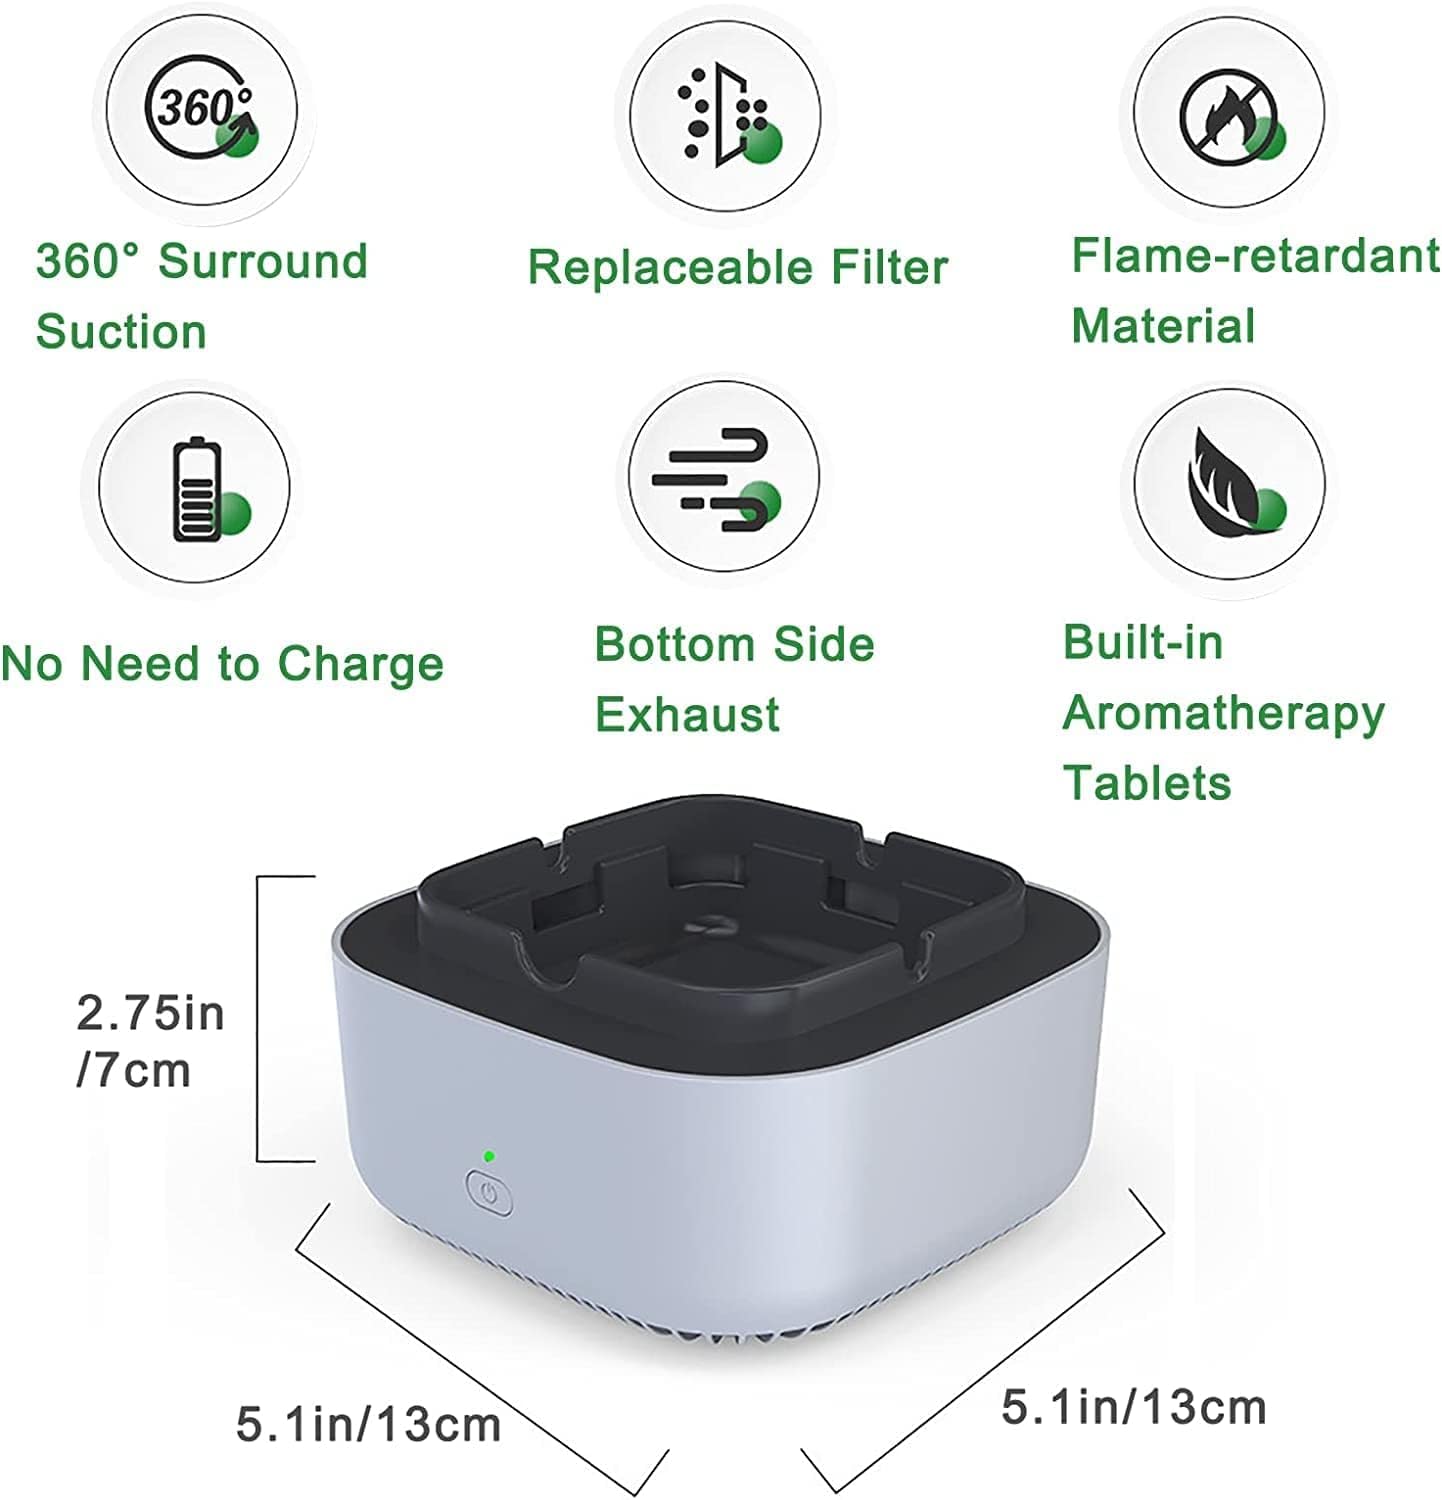 360°
360° Surround
Suction
Replaceable Filter
Flame-retardant
Material
No Need to Charge
Bottom Side
Exhaust
Built-in
Aromatherapy
Tablets
2.75in
/7cm
5.1in/13cm
5.1in/13cm